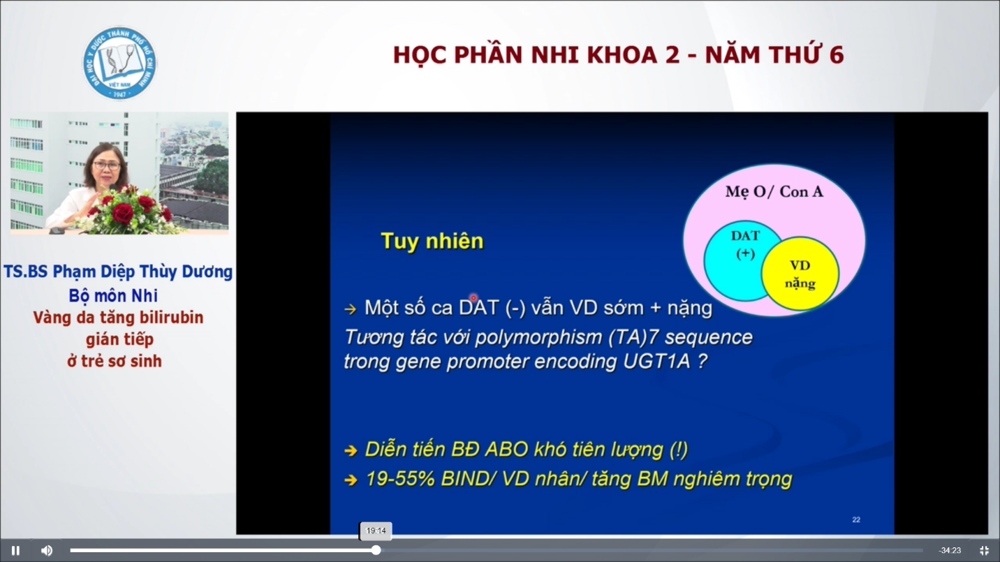 ĐẠI HỌC Y DƯỢC THÀNH PHỐ HỒ CHÍ MINH
VIỆT NAM
1947
HỌC PHẦN NHI KHOA 2 - NĂM THỨ 6
TS.BS Phạm Diệp Thùy Dương
Bộ môn Nhi
Vàng da tăng bilirubin
gián tiếp
ở trẻ sơ sinh
Mẹ O/ Con A
DAT
(+)
VD
nặng
Tuy nhiên
→ Một số ca DAT (-) vẫn VD sớm + nặng
Tương tác với polymorphism (TA)7 sequence
trong gene promoter encoding UGT1A ?
→ Diễn tiến BĐ ABO khó tiên lượng (!)
→ 19-55% BIND/ VD nhân/ tăng BM nghiêm trọng
22
19:14
-34:23